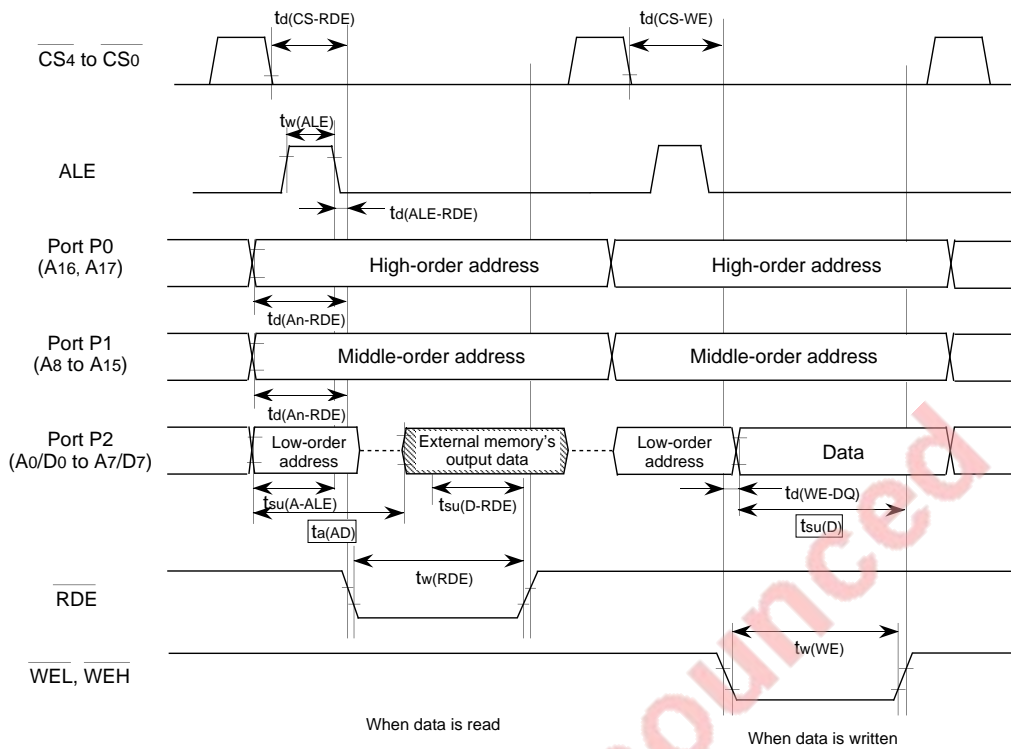 td(CS-RDE)
td(CS-WE)
CS4 to CS0
tw(ALE)
ALE
td(ALE-RDE)
Port P0
(A16, A17)
High-order address
High-order address
td(An-RDE)
Port P1
(A8 to A15)
Middle-order address
Middle-order address
td(An-RDE)
Port P2
(A0/D0 to A7/D7)
Low-order
address
External memory's
output data
Low-order
address
Data
tsu(A-ALE)
tsu(D-RDE)
td(WE-DQ)
ta(AD)
tsu(D)
tw(RDE)
RDE
tw(WE)
WEL, WEH
When data is read
When data is written
ounced